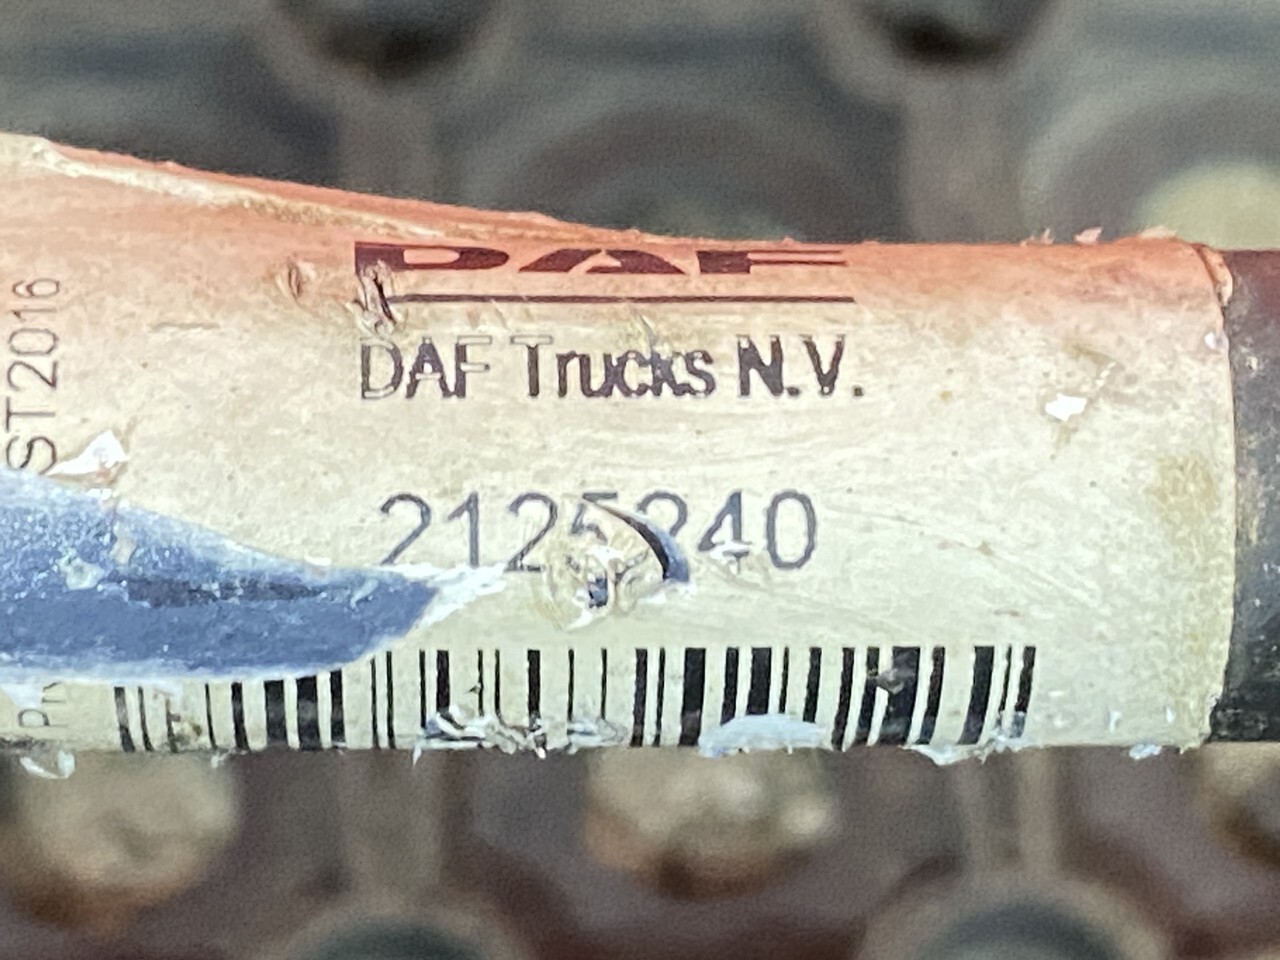 DAF
DAF Trucks N.V.
2125240
ST2016